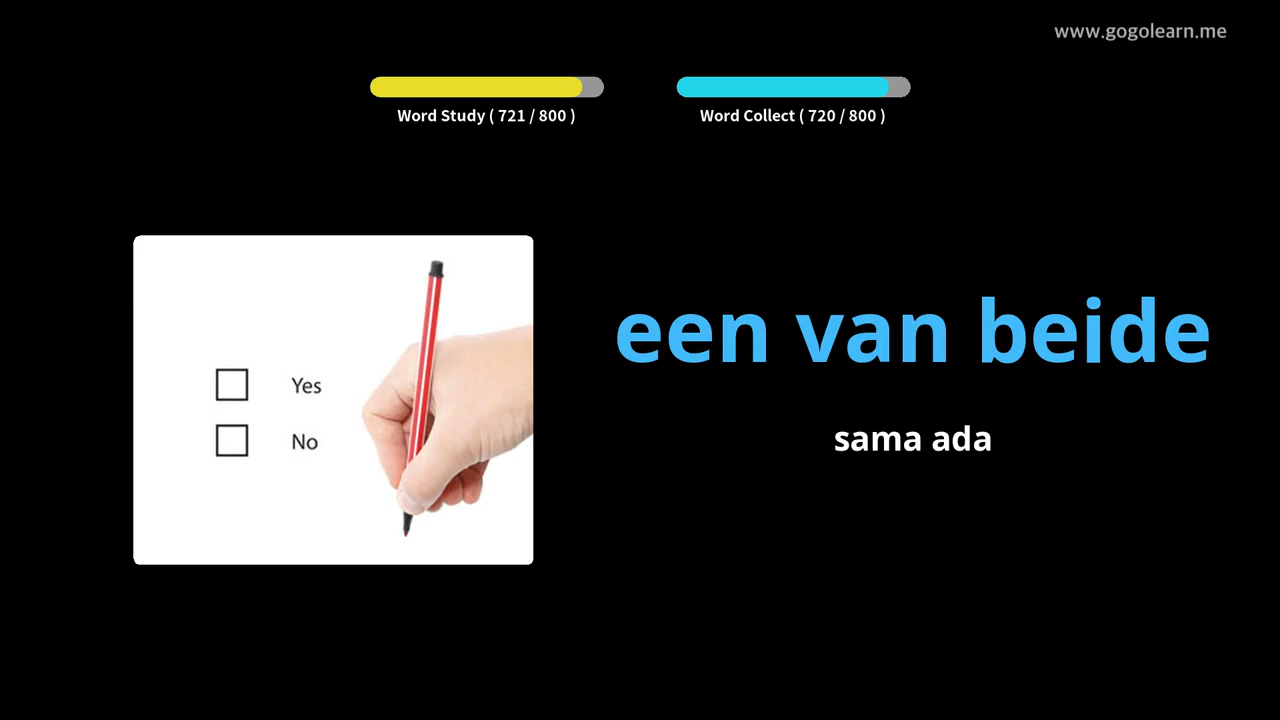 www.gogolearn.me
Word Study ( 721 / 800 )
Word Collect ( 720 / 800 )
een van beide
sama ada
Yes
No